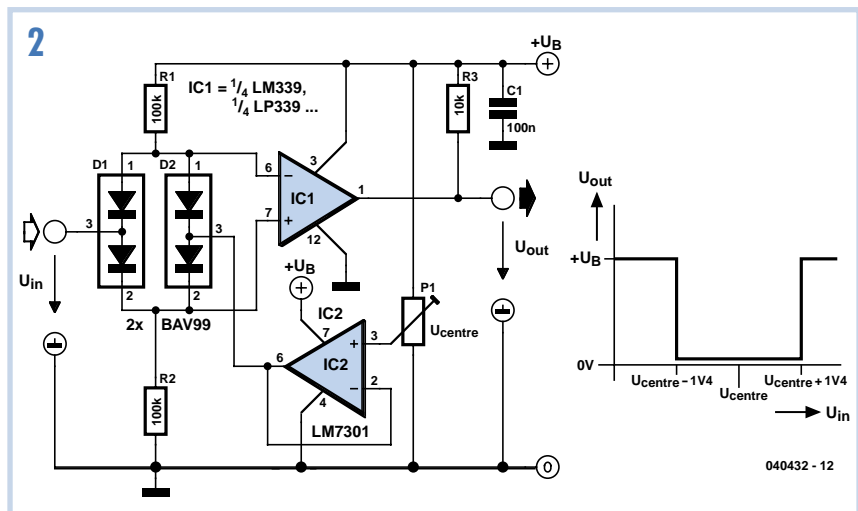 2
+UB
R1
100k
IC1 = 1/4 LM339,
1/4 LP339 ...
R3
10k
C1
100n
D1
1
D2
1
3
3
2
2
2x BAV99
6
–
7
+
IC1
3
12
1
Uin
Uout
+UB
IC2
7
6
IC2
+
3
–
2
4
LM7301
P1
Ucentre
R2
100k
0
Uout
+UB
0V
Ucentre – 1V4
Ucentre
Ucentre + 1V4
Uin
040432 - 12